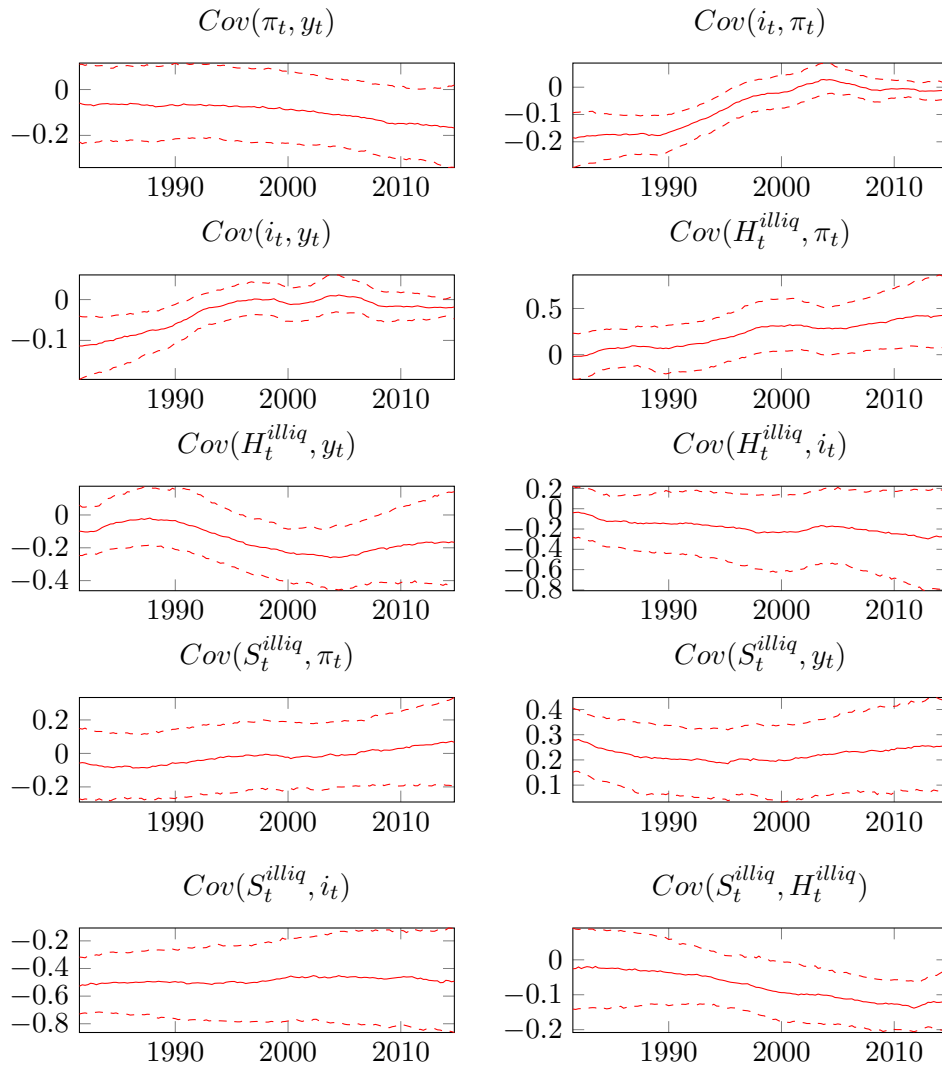 Cov(π_t, y_t)
0
−0.2
1990 2000 2010
Cov(i_t, π_t)
0
−0.1
−0.2
1990 2000 2010
Cov(i_t, y_t)
0
−0.1
1990 2000 2010
Cov(H_t^{illiq}, π_t)
0.5
0
1990 2000 2010
Cov(H_t^{illiq}, y_t)
0
−0.2
−0.4
1990 2000 2010
Cov(H_t^{illiq}, i_t)
0.2
0
−0.2
−0.4
−0.6
−0.8
1990 2000 2010
Cov(S_t^{illiq}, π_t)
0.2
0
−0.2
1990 2000 2010
Cov(S_t^{illiq}, y_t)
0.4
0.3
0.2
0.1
1990 2000 2010
Cov(S_t^{illiq}, i_t)
−0.2
−0.4
−0.6
−0.8
1990 2000 2010
Cov(S_t^{illiq}, H_t^{illiq})
0
−0.1
−0.2
1990 2000 2010